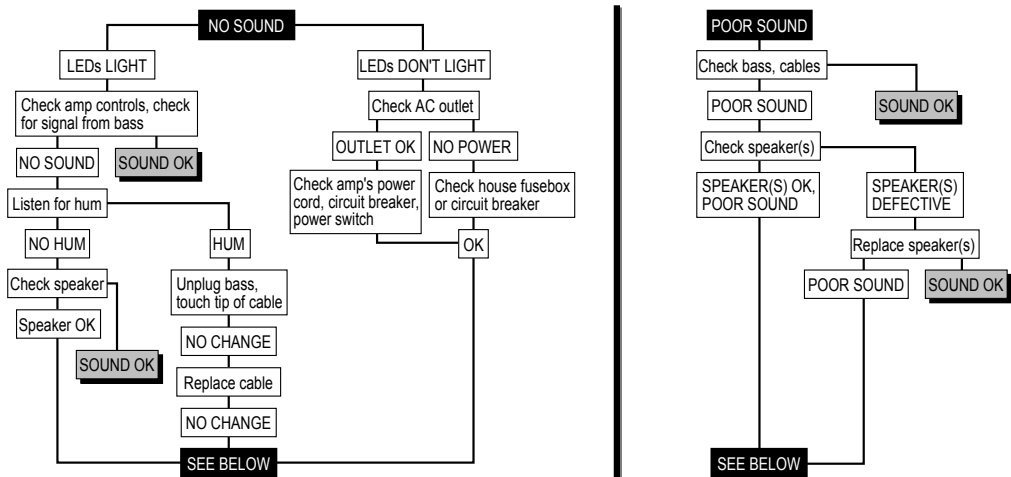 NO SOUND
LEDs LIGHT
Check amp controls, check
for signal from bass
NO SOUND
SOUND OK
Listen for hum
NO HUM
Check speaker
Speaker OK
SOUND OK
HUM
Unplug bass,
touch tip of cable
NO CHANGE
Replace cable
NO CHANGE
LEDs DON'T LIGHT
Check AC outlet
OUTLET OK
NO POWER
Check amp's power
cord, circuit breaker,
power switch
Check house fusebox
or circuit breaker
OK
SEE BELOW
POOR SOUND
Check bass, cables
POOR SOUND
SOUND OK
Check speaker(s)
SPEAKER(S) OK,
POOR SOUND
SPEAKER(S)
DEFECTIVE
Replace speaker(s)
POOR SOUND
SOUND OK
SEE BELOW